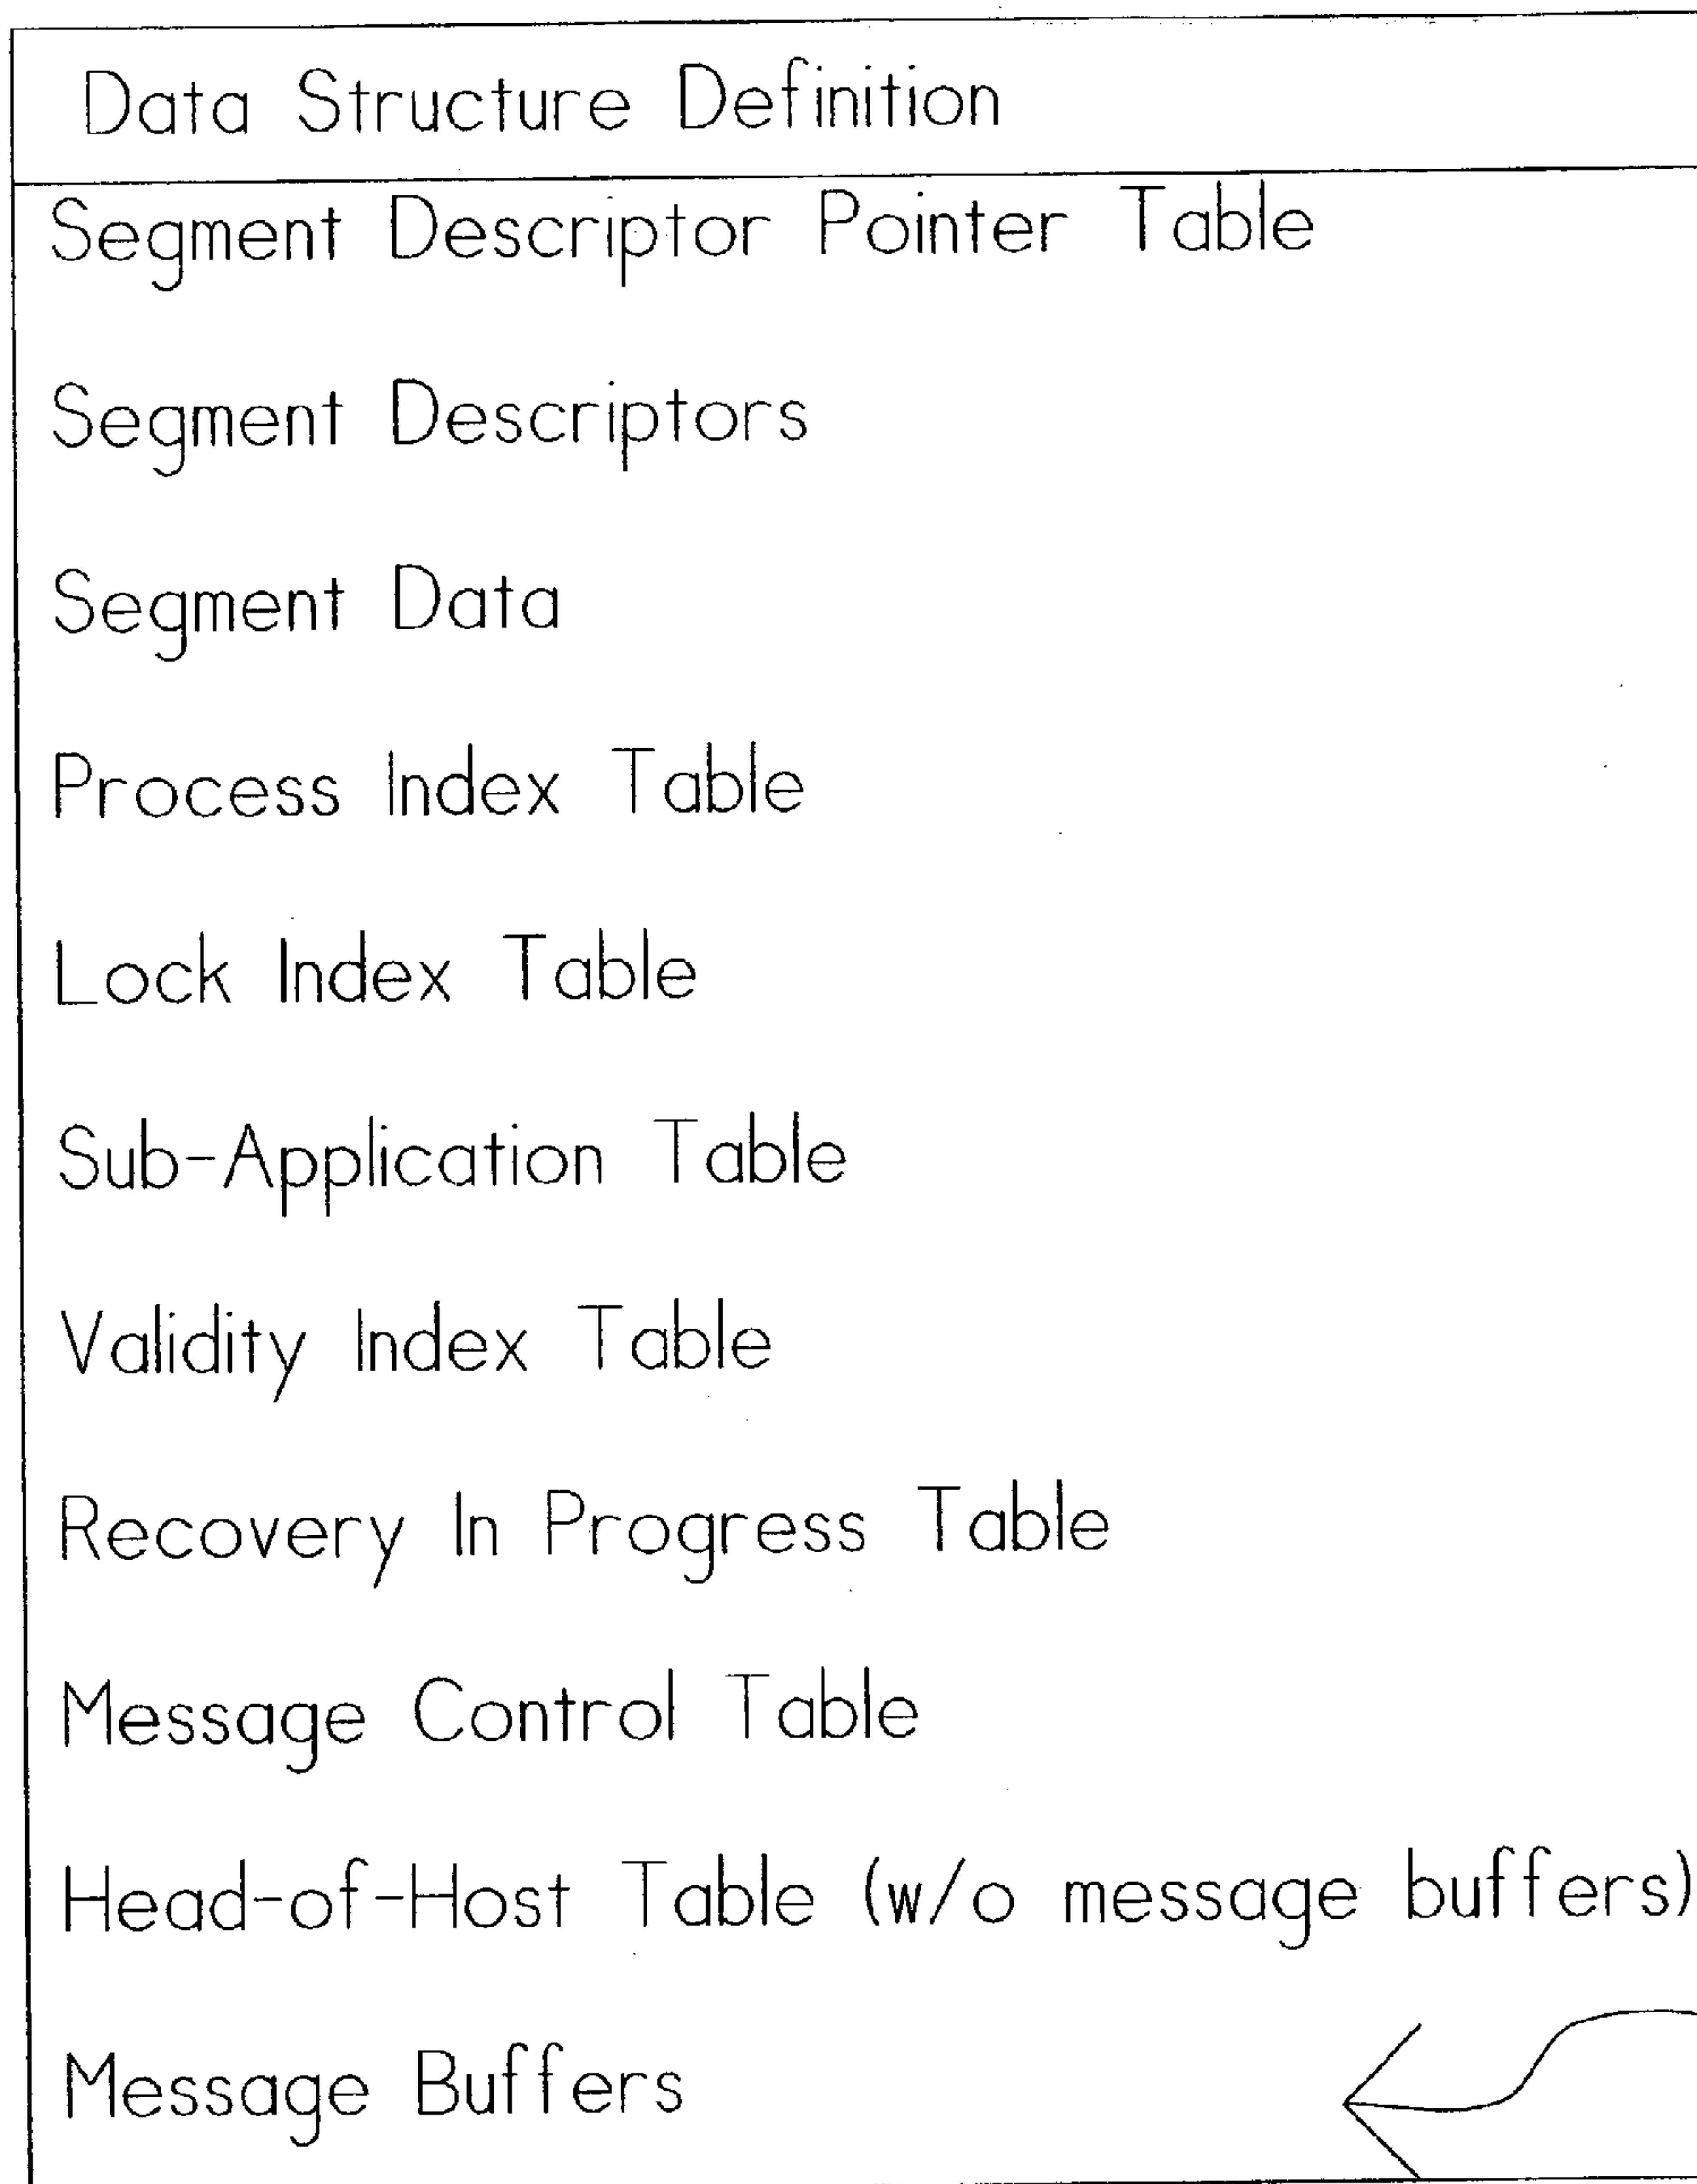 Data Structure Definition
Segment Descriptor Pointer Table
Segment Descriptors
Segment Data
Process Index Table
Lock Index Table
Sub-Application Table
Validity Index Table
Recovery In Progress Table
Message Control Table
Head-of-Host Table (w/o message buffers)
Message Buffers